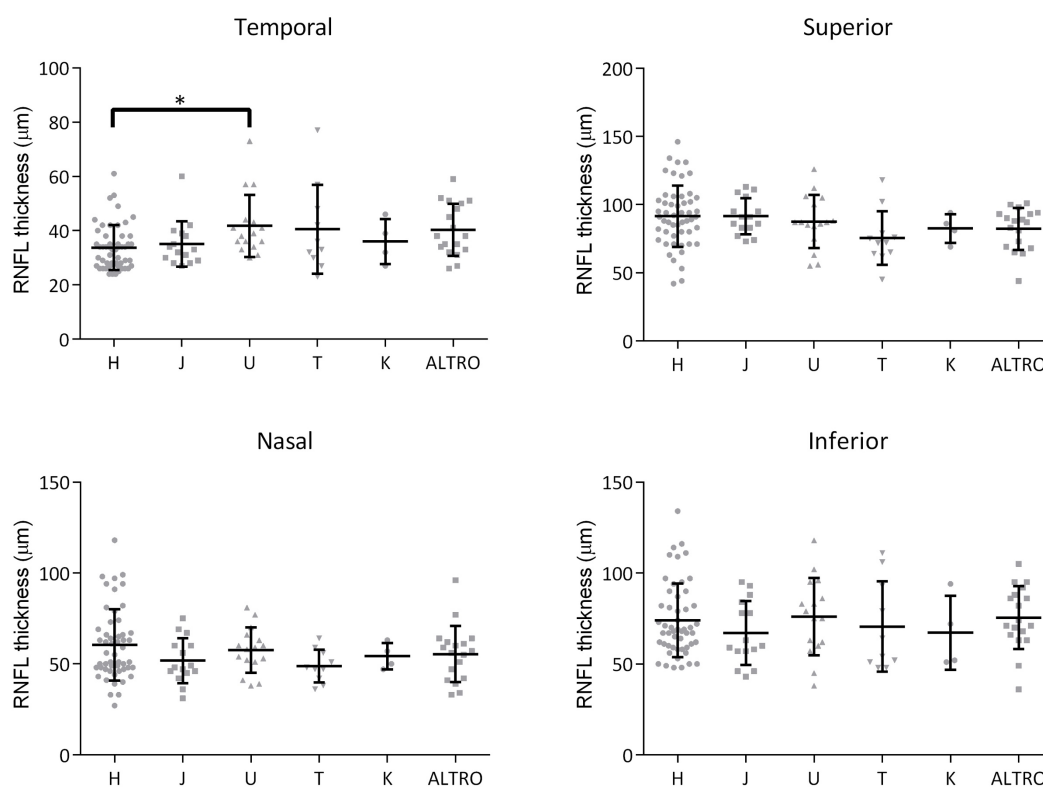 Temporal
RNFL thickness (µm)
100
80
60
40
20
0
*
H J U T K ALTRO
Superior
RNFL thickness (µm)
200
150
100
50
0
H J U T K ALTRO
Nasal
RNFL thickness (µm)
150
100
50
0
H J U T K ALTRO
Inferior
RNFL thickness (µm)
150
100
50
0
H J U T K ALTRO